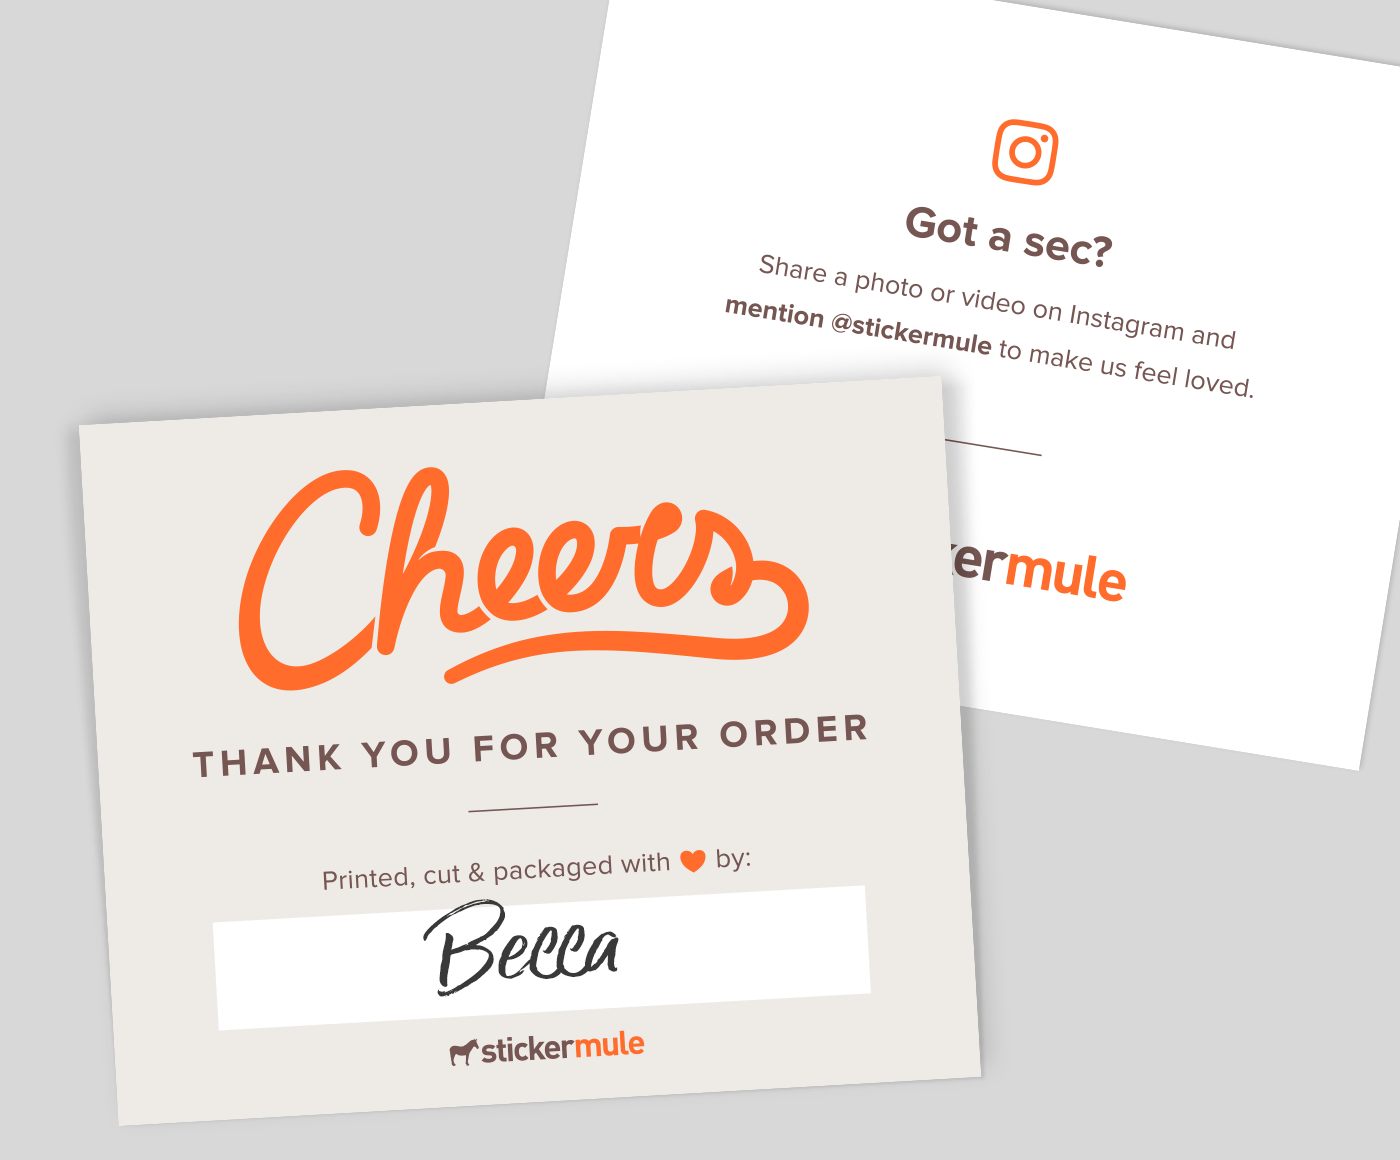 Got a sec?
Share a photo or video on Instagram and
mention @stickermule to make us feel loved.
Cheers
THANK YOU FOR YOUR ORDER
Printed, cut & packaged with by:
Becca
stickermule